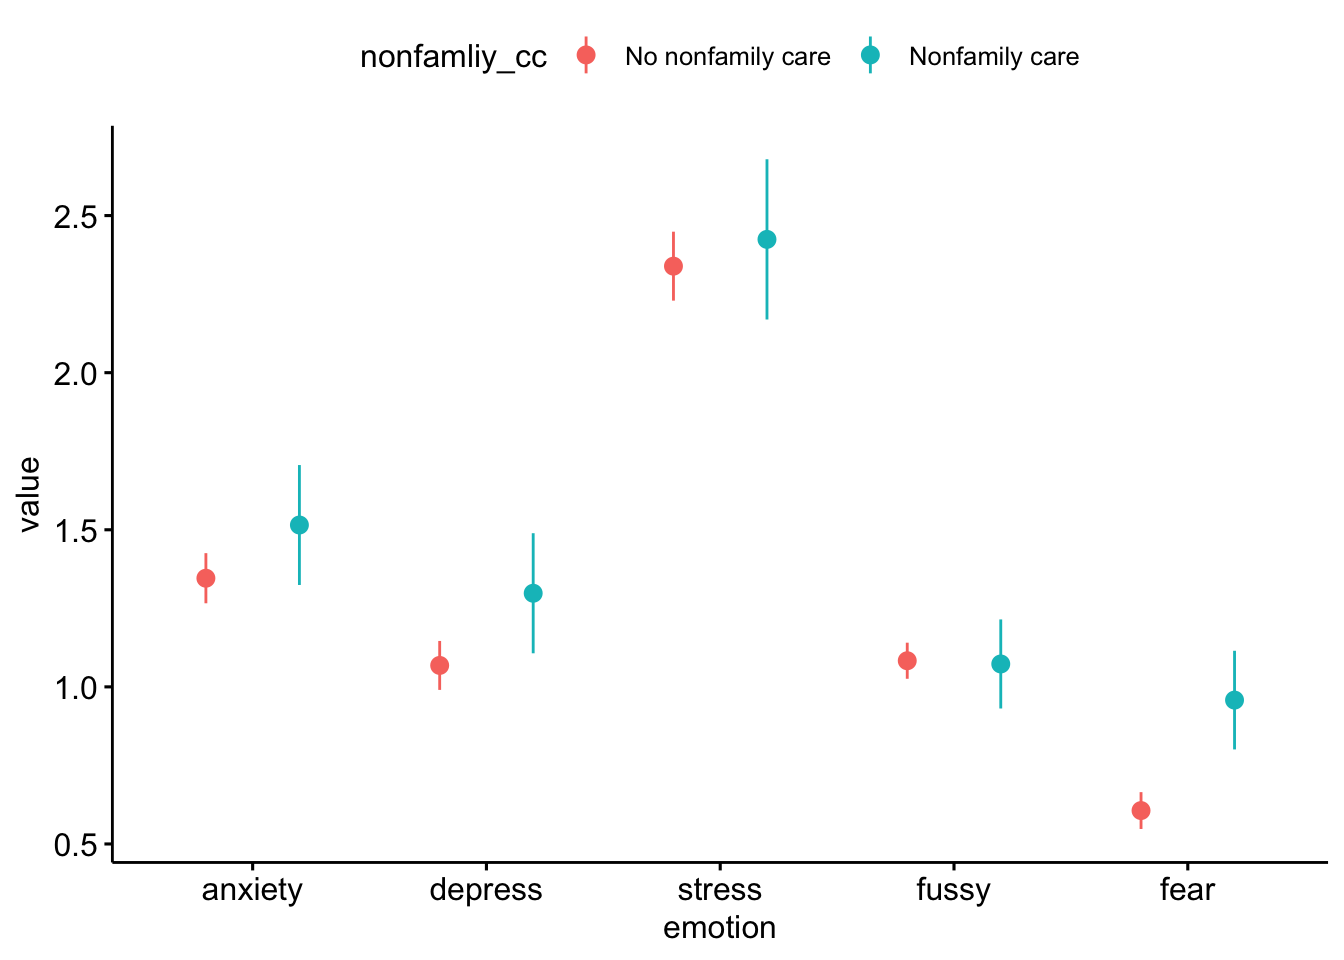 nonfamliy_cc No nonfamily care Nonfamily care
2.5
2.0
1.5
1.0
0.5
value
anxiety depress stress fussy fear
emotion